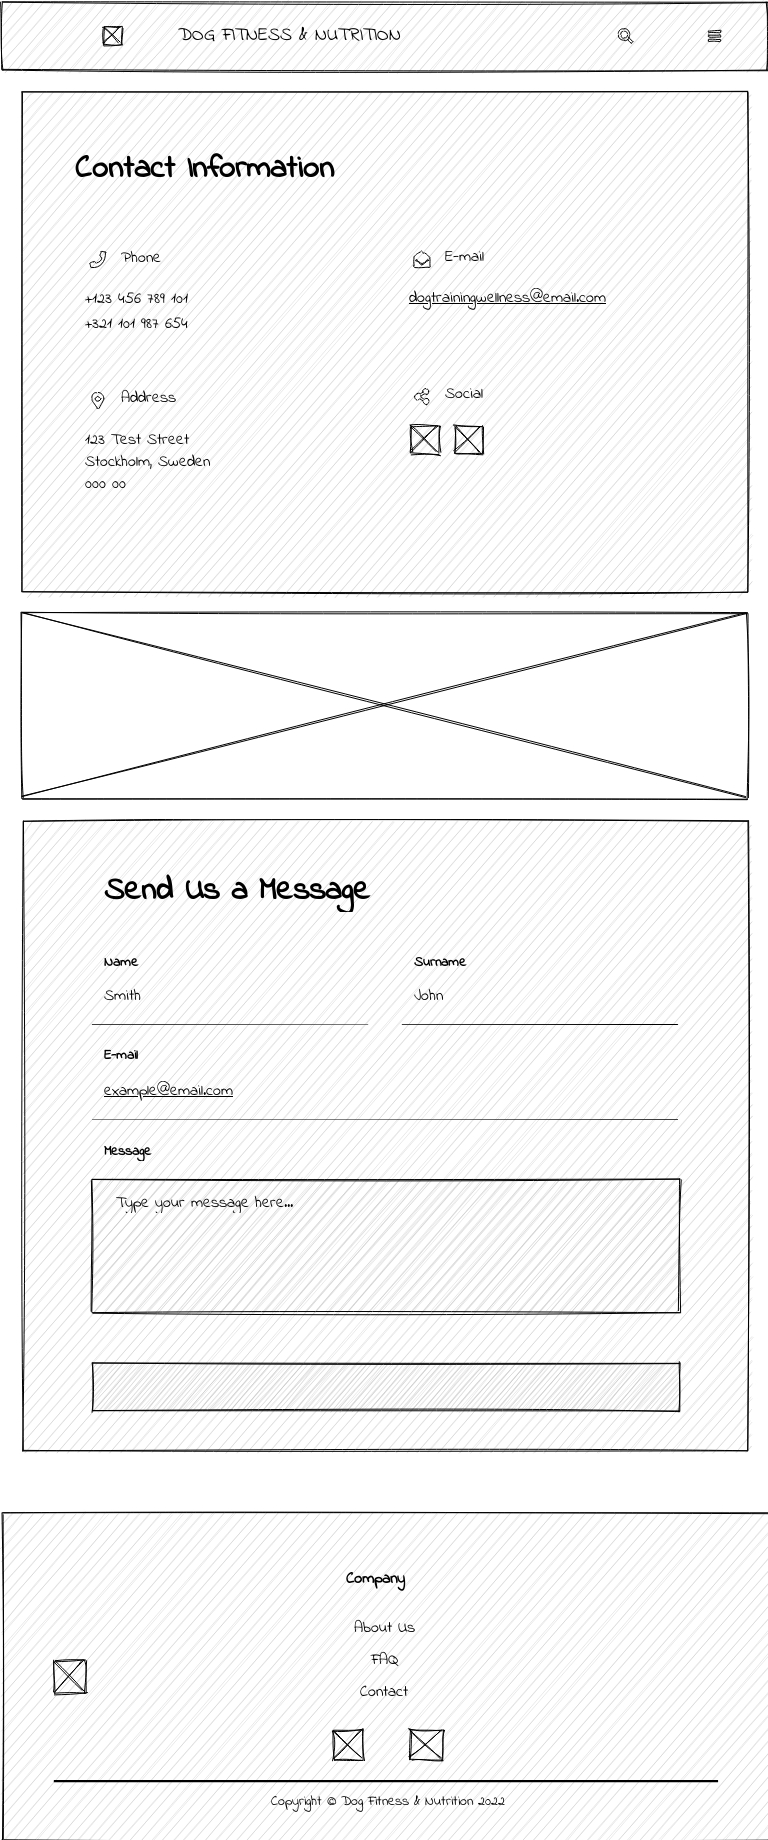 DOG FITNESS & NUTRITION
Contact Information
Phone
+123 456 789 101
+321 101 987 654
E-mail
dogtrainingwellness@email.com
Address
123 Test Street
Stockholm, Sweden
000 00
Social
Send Us a Message
Name
Surname
Smith
John
E-mail
example@email.com
Message
Type your message here...
Company
About Us
FAQ
Contact
Copyright © Dog Fitness & Nutrition 2022